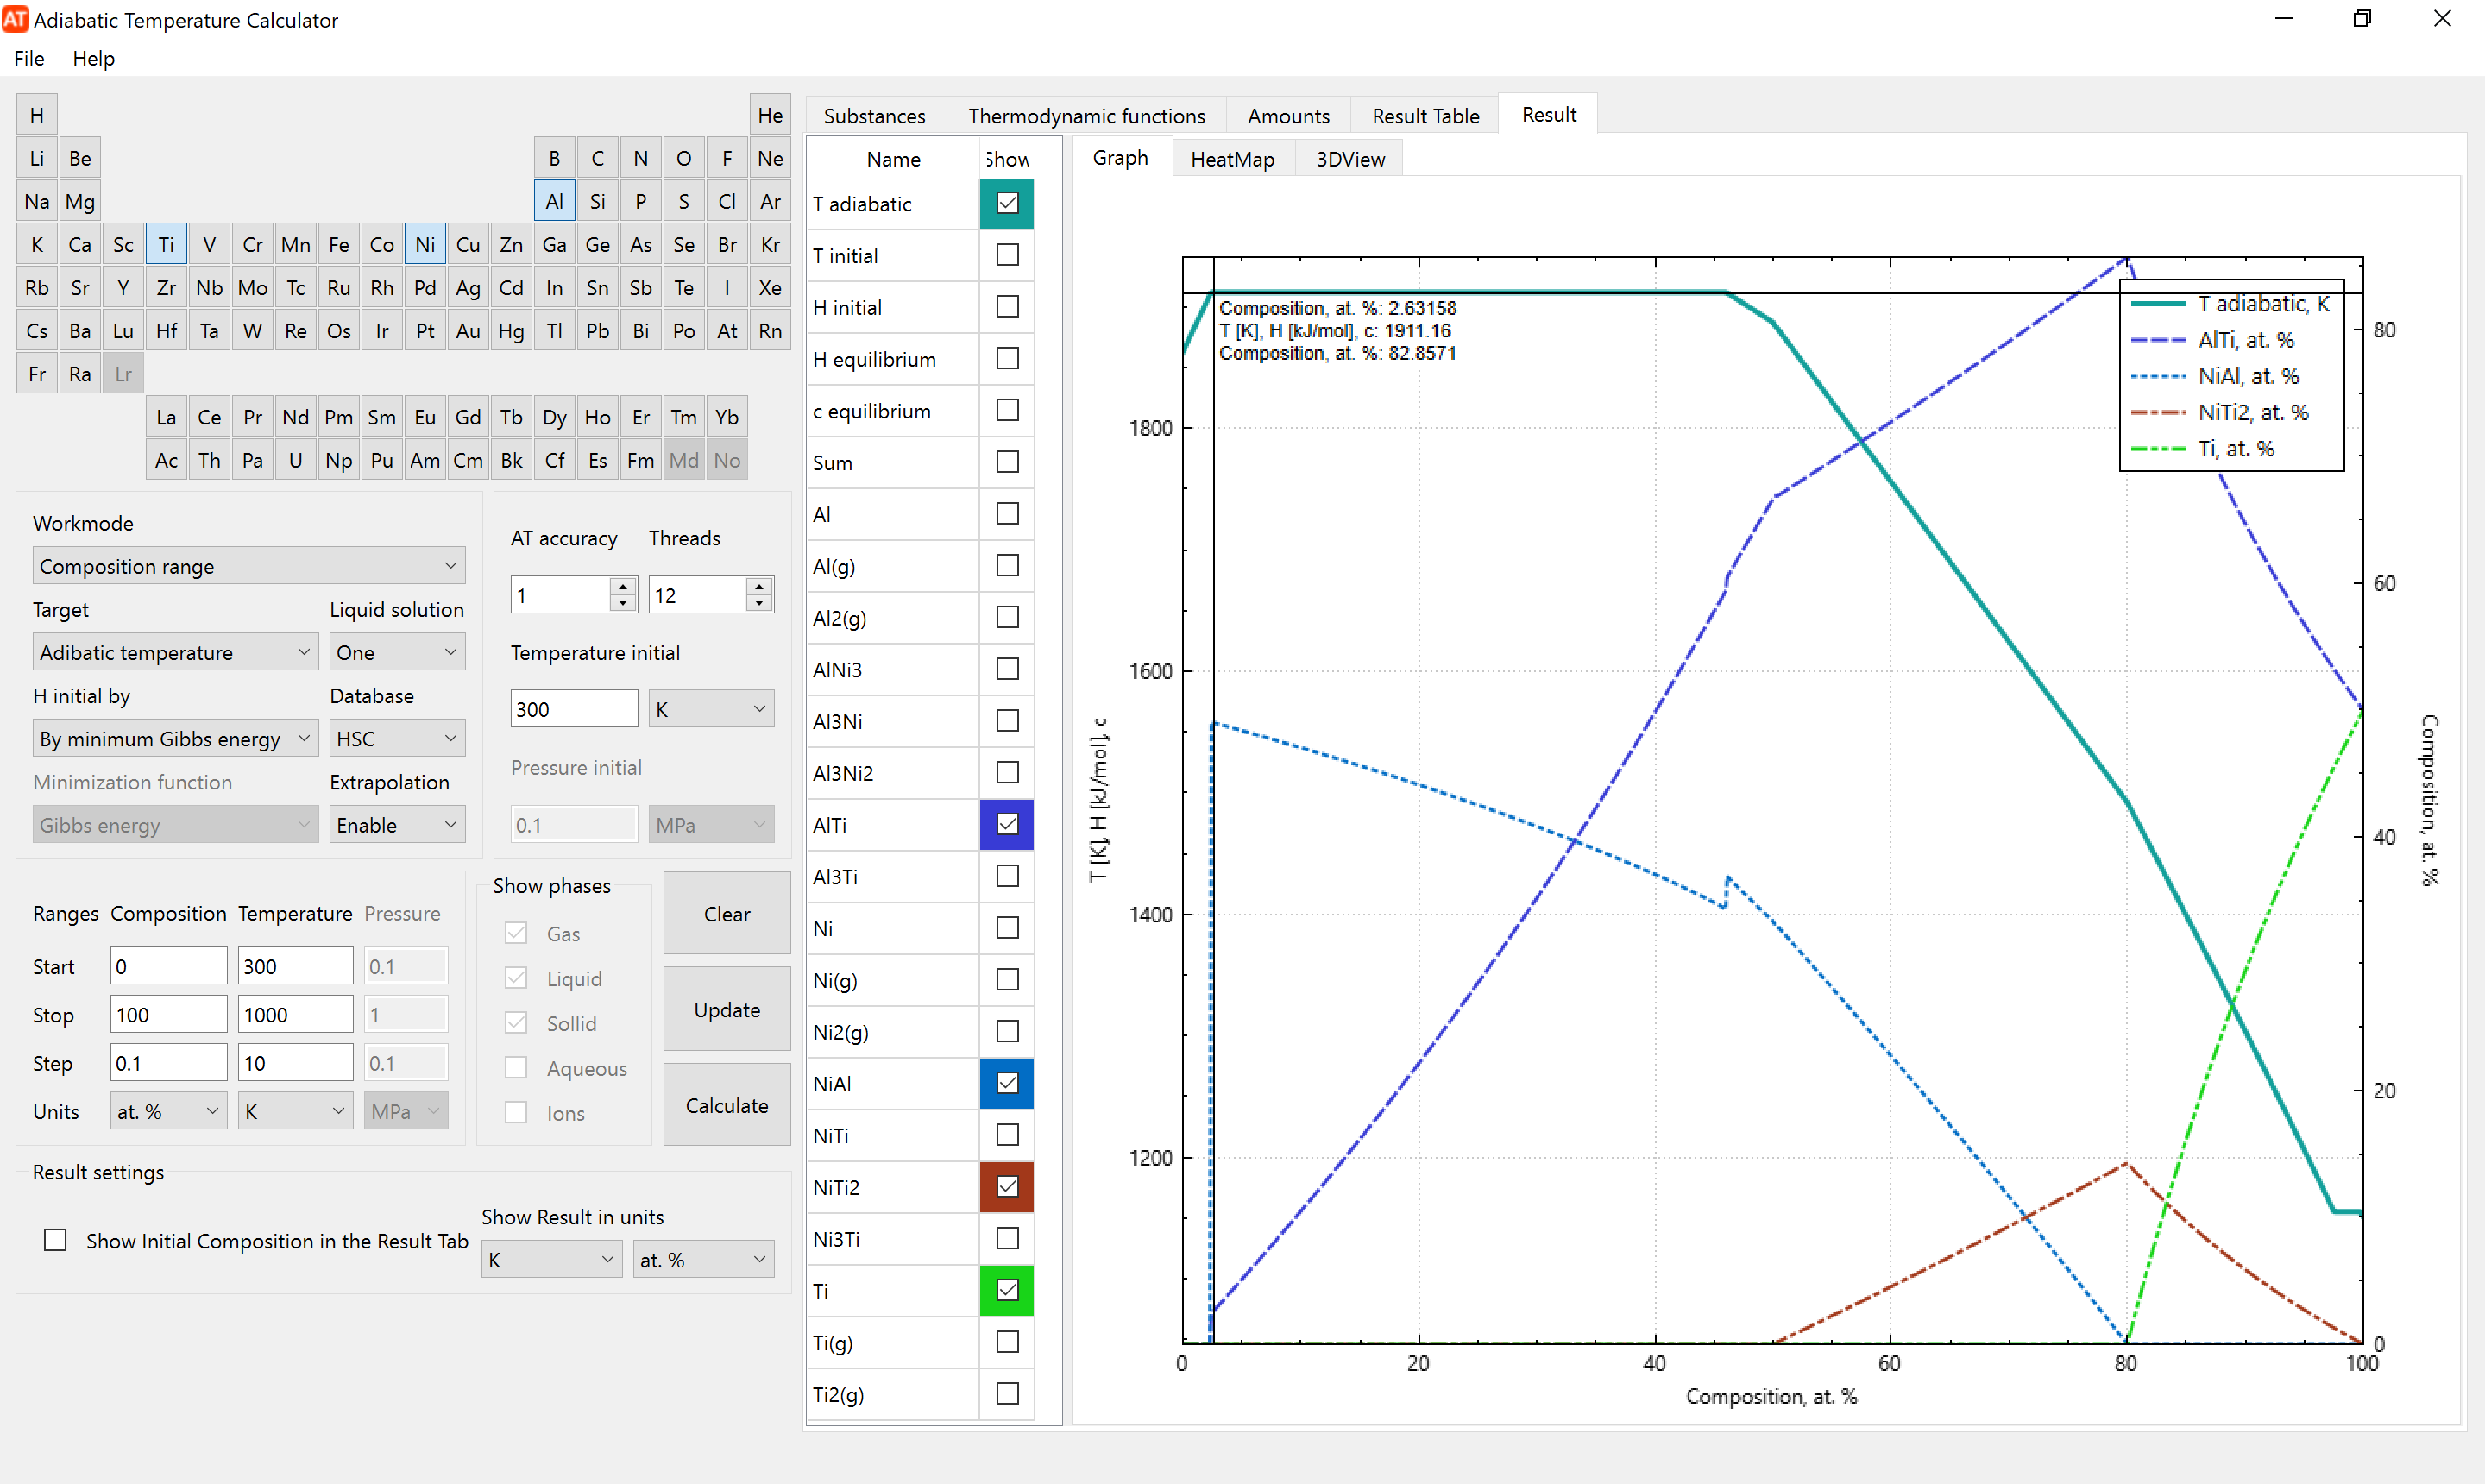 AT Adiabatic Temperature Calculator
File Help
H He
Li Be B C N O F Ne
Na Mg Al Si P S Cl Ar
K Ca Sc Ti V Cr Mn Fe Co Ni Cu Zn Ga Ge As Se Br Kr
Rb Sr Y Zr Nb Mo Tc Ru Rh Pd Ag Cd In Sn Sb Te I Xe
Cs Ba Lu Hf Ta W Re Os Ir Pt Au Hg Tl Pb Bi Po At Rn
Fr Ra Lr
La Ce Pr Nd Pm Sm Eu Gd Tb Dy Ho Er Tm Yb
Ac Th Pa U Np Pu Am Cm Bk Cf Es Fm Md No
Workmode
Composition range
Target Liquid solution
Adibatic temperature One
H initial by Database
By minimum Gibbs energy HSC
Minimization function Extrapolation
Gibbs energy Enable
AT accuracy Threads
1 12
Temperature initial
300 K
Pressure initial
0.1 MPa
Ranges Composition Temperature Pressure
Start 0 300 0.1
Stop 100 1000 1
Step 0.1 10 0.1
Units at. % K MPa
Show phases
Gas
Liquid
Sollid
Aqueous
Ions
Clear
Update
Calculate
Result settings
Show Initial Composition in the Result Tab
Show Result in units
K at. %
Substances Thermodynamic functions Amounts Result Table Result
Name Show
T adiabatic
T initial
H initial
H equilibrium
c equilibrium
Sum
Al
Al(g)
Al2(g)
AlNi3
Al3Ni
Al3Ni2
AlTi
Al3Ti
Ni
Ni(g)
Ni2(g)
NiAl
NiTi
NiTi2
Ni3Ti
Ti
Ti(g)
Ti2(g)
Graph HeatMap 3DView
Composition, at. %: 2.63158
T [K], H [kJ/mol], c: 1911.16
Composition, at. %: 82.8571
T adiabatic, K
AlTi, at. %
NiAl, at. %
NiTi2, at. %
Ti, at. %
1800
1600
1400
1200
T [K], H [kJ/mol], c
80
60
40
20
0
Composition, at. %
0 20 40 60 80 100
Composition, at. %